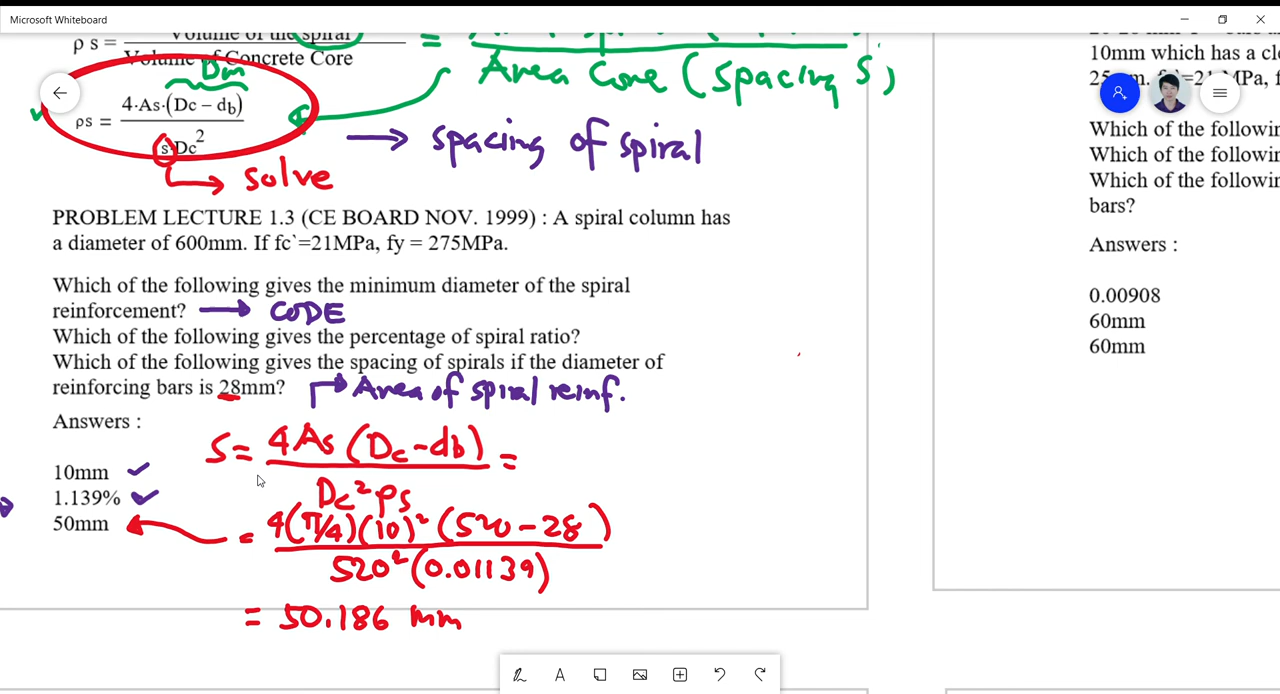 Microsoft Whiteboard
ρ s = Volume of the spiral =
Volume of Concrete Core
Area Core (spacing s)
Dm
ρs = 4·As·(Dc – db)
s·Dc²
→ spacing of spiral
→ solve
PROBLEM LECTURE 1.3 (CE BOARD NOV. 1999) : A spiral column has
a diameter of 600mm. If fc`=21MPa, fy = 275MPa.
Which of the following gives the minimum diameter of the spiral
reinforcement? → CODE
Which of the following gives the percentage of spiral ratio?
Which of the following gives the spacing of spirals if the diameter of
reinforcing bars is 28mm? → Area of spiral reinf.
Answers :
10mm ✓
1.139% ✓
50mm
S = 4As (Dc - db) =
Dc² ρs
= 4(π/4)(10)² (520 - 28)
520² (0.01139)
= 50.186 mm
10mm which has a cle
MPa, f
Which of the followin
Which of the followin
Which of the followin
bars?
Answers :
0.00908
60mm
60mm